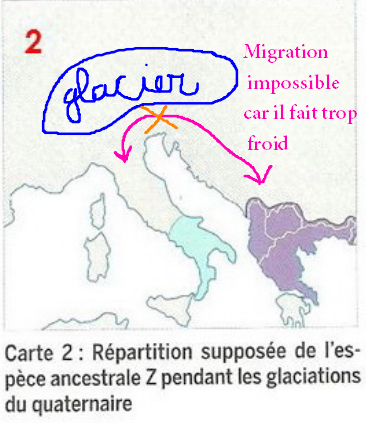 2
glacier
Migration
impossible
car il fait trop
froid
Carte 2 : Répartition supposée de l'es-
pèce ancestrale Z pendant les glaciations
du quaternaire